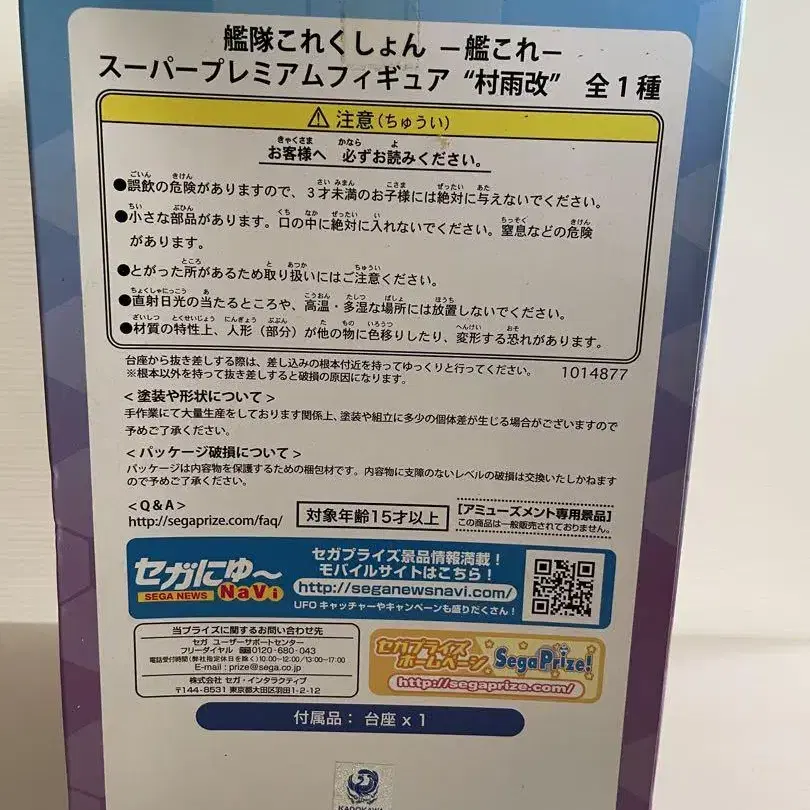 艦隊これくしょん －艦これ－
スーパープレミアムフィギュア “村雨改” 全１種
⚠ 注意(ちゅうい)
お客様へ 必ずお読みください。
●誤飲の危険がありますので、３才未満のお子様には絶対に与えないでください。
●小さな部品があります。口の中に絶対に入れないでください。窒息などの危険
があります。
●とがった所があるため取り扱いにはご注意ください。
●直射日光の当たるところや、高温・多湿な場所には放置しないでください。
●材質の特性上、人形（部分）が他の物に色移りしたり、変形する恐れがあります。
台座から抜き差しする際は、差し込みの根本付近を持ってゆっくりと行ってください。
※根本以外を持って抜き差しすると破損の原因になります。
1014877
＜塗装や形状について＞
手作業にて大量生産をしております関係上、塗装や組立に多少の個体差が生じる場合がございますので
予めご了承ください。
＜パッケージ破損について＞
パッケージは内容物を保護するための梱包材です。内容物に支障のないレベルの破損は交換いたしかねます
ので予めご了承ください。
＜Q＆A＞
http://segaprize.com/faq/
対象年齢15才以上
［アミューズメント専用景品］
この商品は一般販売されておりません。
セガにゅ～
SEGA NEWS NaVi
セガプライズ景品情報満載！
モバイルサイトはこちら！
http://seganewsnavi.com/
UFOキャッチャーやキャンペーンも盛りだくさん！
当プライズに関するお問い合わせ先
セガ ユーザーサポートセンター
フリーダイヤル 0120-680-043
電話受付時間(弊社指定休日を除く)10:00～12:00／13:00～17:00
E-mail：prize@sega.co.jp
株式会社 セガ・インタラクティブ
〒144-8531 東京都大田区羽田1-2-12
セガプライズ
ホームページ
SegaPrize!
http://segaprize.com/
付属品：台座ｘ１
KADOKAWA